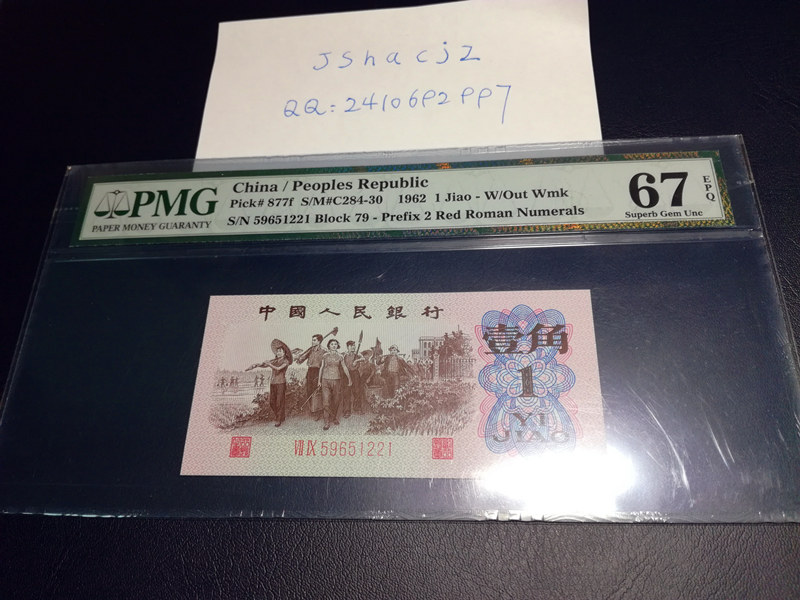 JShacjz
QQ:24106P2PP7
PMG
PAPER MONEY GUARANTY
China / Peoples Republic
Pick# 877f S/M#C284-30 1962 1 Jiao - W/Out Wmk
S/N 59651221 Block 79 - Prefix 2 Red Roman Numerals
67
EPQ
Superb Gem Unc
中國人民銀行
壹角
1
YI
JIAO
VII IX 59651221